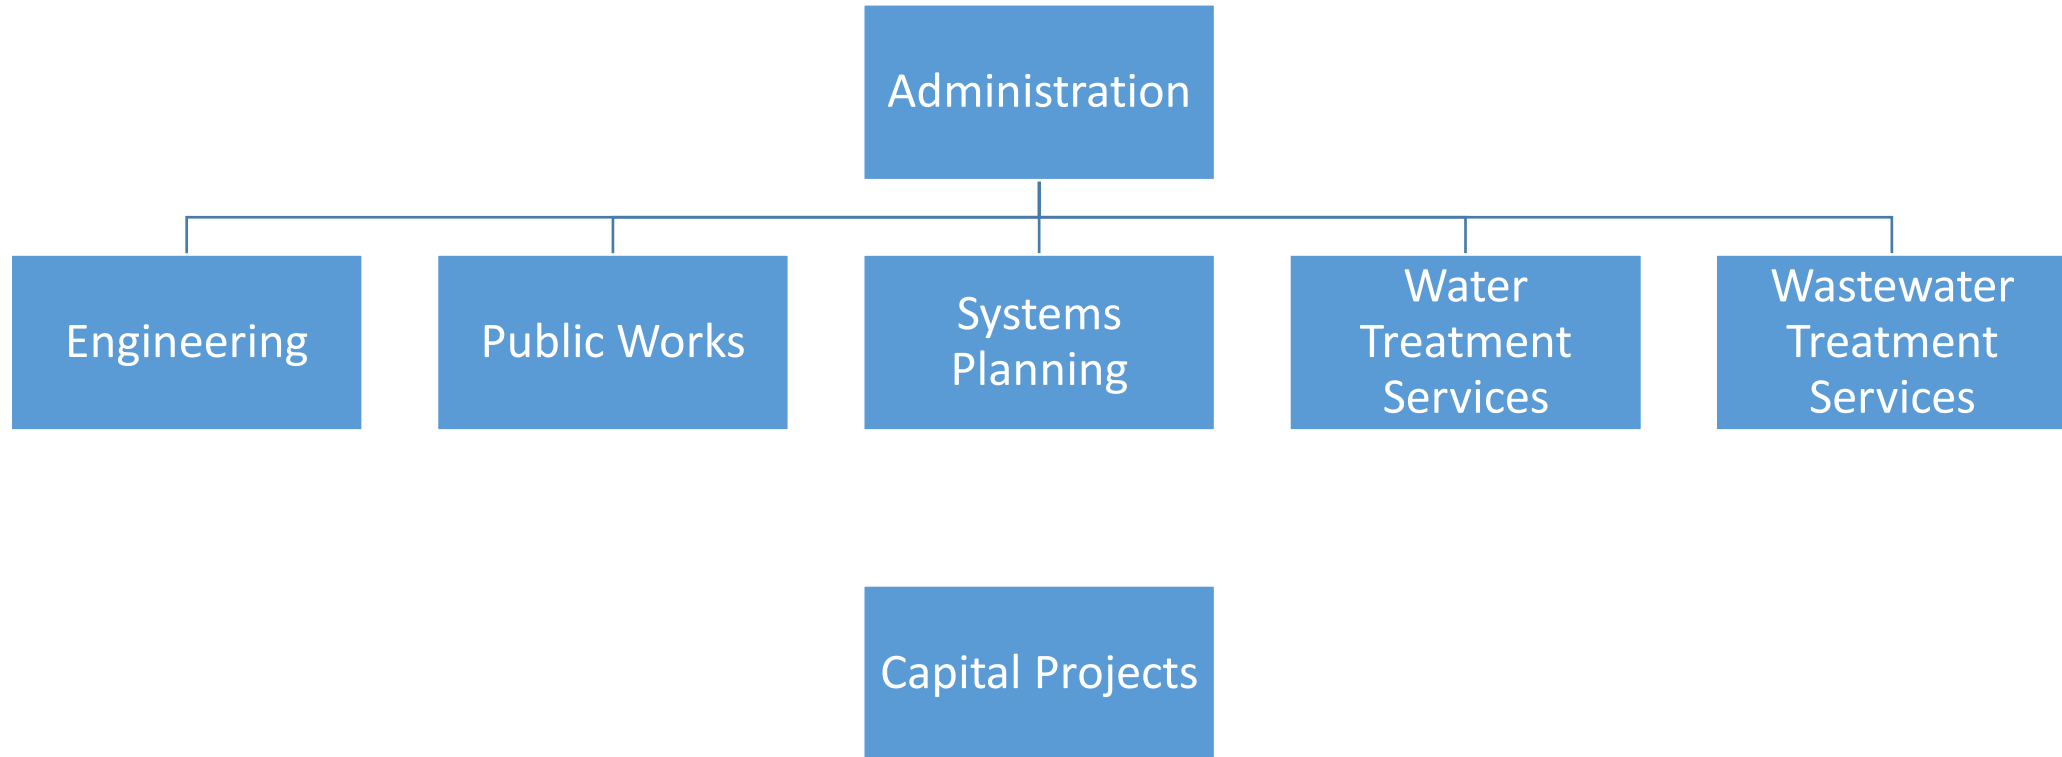 Administration
Engineering
Public Works
Systems
Planning
Water
Treatment
Services
Wastewater
Treatment
Services
Capital Projects